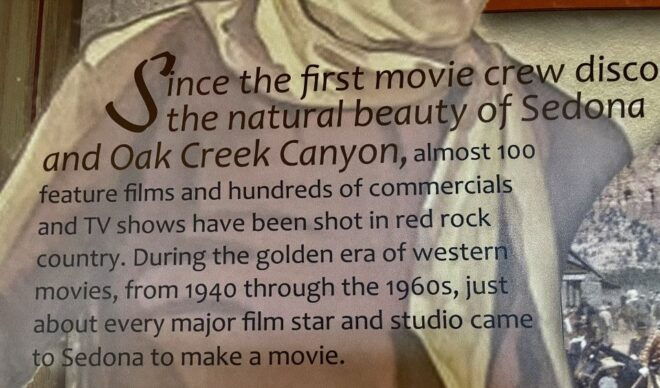 Since the first movie crew disco
the natural beauty of Sedona
and Oak Creek Canyon, almost 100
feature films and hundreds of commercials
and TV shows have been shot in red rock
country. During the golden era of western
movies, from 1940 through the 1960s, just
about every major film star and studio came
to Sedona to make a movie.